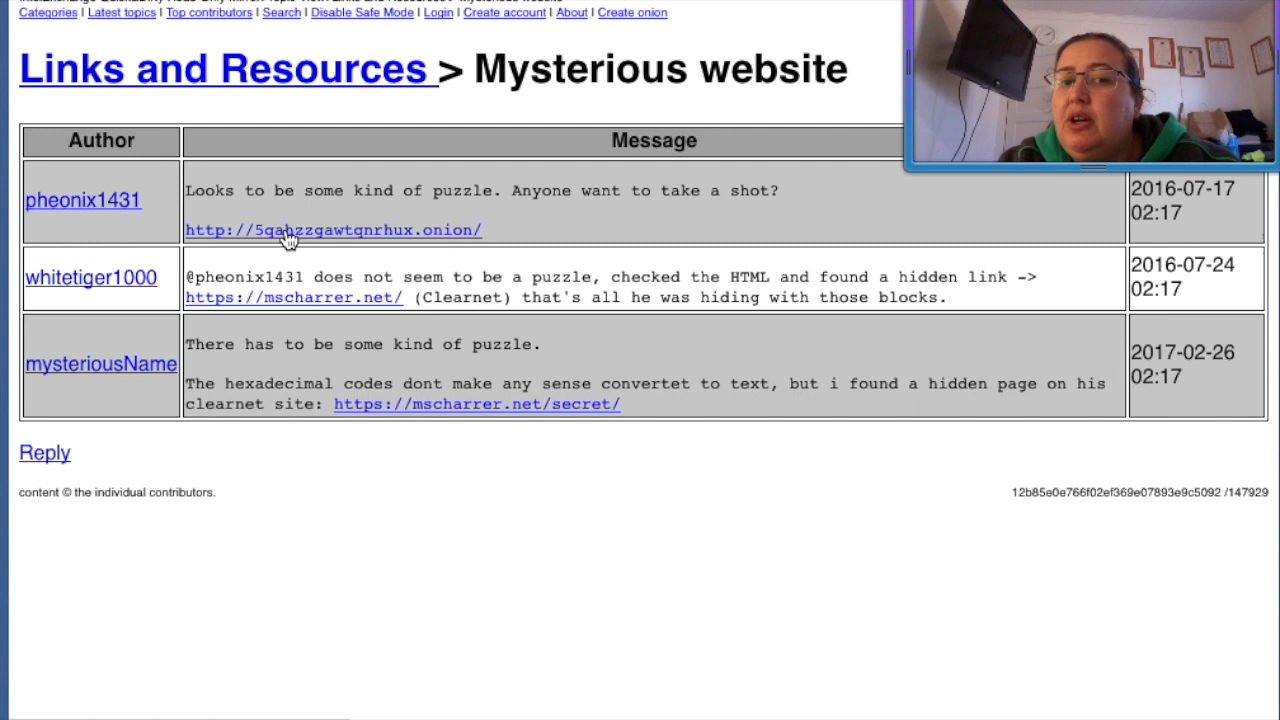 Categories | Latest topics | Top contributors | Search | Disable Safe Mode | Login | Create account | About | Create onion
Links and Resources > Mysterious website
Author
Message
pheonix1431
Looks to be some kind of puzzle. Anyone want to take a shot?
http://5qabzzgawtqnrhux.onion/
2016-07-17
02:17
whitetiger1000
@pheonix1431 does not seem to be a puzzle, checked the HTML and found a hidden link ->
https://mscharrer.net/ (Clearnet) that's all he was hiding with those blocks.
2016-07-24
02:17
mysteriousName
There has to be some kind of puzzle.
The hexadecimal codes dont make any sense convertet to text, but i found a hidden page on his
clearnet site: https://mscharrer.net/secret/
2017-02-26
02:17
Reply
content © the individual contributors.
12b85e0e766f02ef369e07893e9c5092 /147929